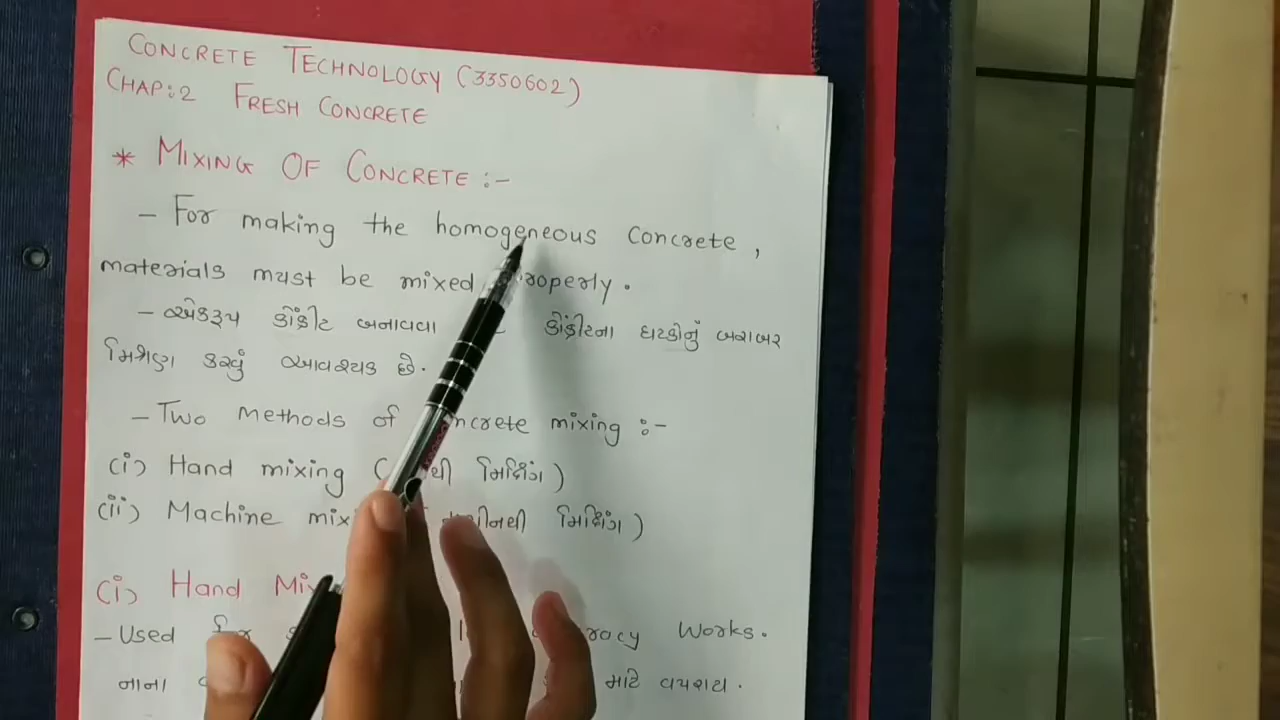 CONCRETE TECHNOLOGY (3350602)
CHAP:2 FRESH CONCRETE
* MIXING OF CONCRETE :-
- For making the homogeneous concrete,
materials must be mixed properly.
- એકરૂપ કોંક્રીટ બનાવવા કોંક્રીટના ઘટકોનું બરાબર
મિશ્રણ કરવું આવશ્યક છે.
- Two methods of concrete mixing :-
(i) Hand mixing ( મિક્ષિંગ)
(ii) Machine મિક્ષિંગ)
(i) Hand
- Used works.
નાના માટે વપરાય.